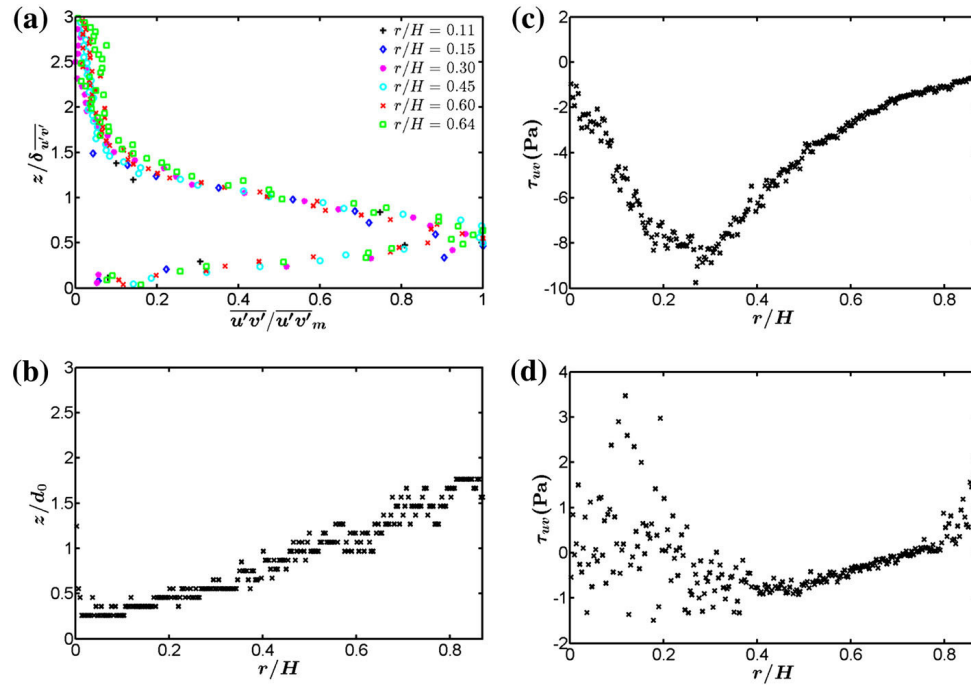 (a)
3
2.5
2
1.5
1
0.5
0
z/δ_{\overline{u'v'}}
+ r/H = 0.11
◇ r/H = 0.15
● r/H = 0.30
○ r/H = 0.45
× r/H = 0.60
□ r/H = 0.64
0 0.2 0.4 0.6 0.8 1
\overline{u'v'}/\overline{u'v'}_m
(c)
2
0
-2
-4
-6
-8
-10
τ_{uv}(Pa)
0 0.2 0.4 0.6 0.8
r/H
(b)
3
2.5
2
1.5
1
0.5
0
z/d_0
0 0.2 0.4 0.6 0.8
r/H
(d)
4
3
2
1
0
-1
-2
τ_{uv}(Pa)
0 0.2 0.4 0.6 0.8
r/H